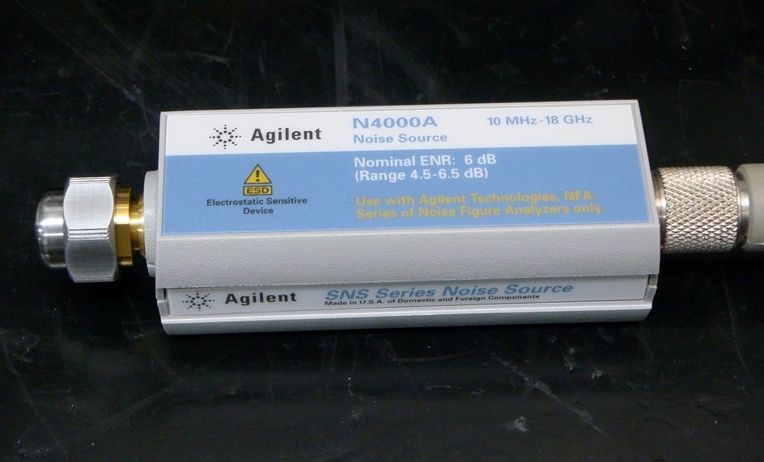 Agilent
N4000A
10 MHz-18 GHz
Noise Source
Nominal ENR: 6 dB
(Range 4.5-6.5 dB)
ESD
Electrostatic Sensitive
Device
Use with Agilent Technologies, NFA-
Series of Noise Figure Analyzers only.
Agilent
SNS Series Noise Source
Made in U.S.A. of Domestic and Foreign Components